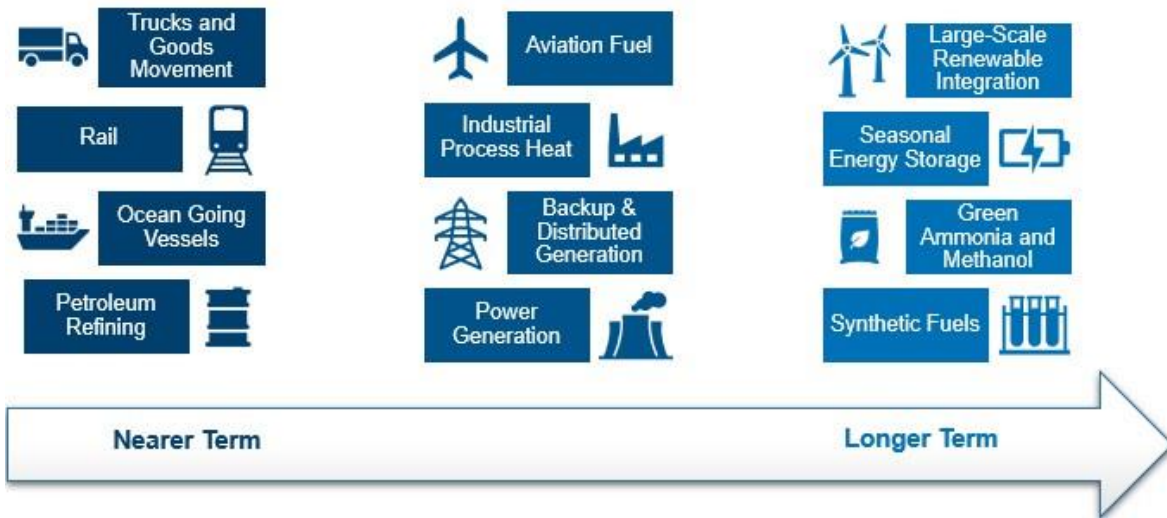 Trucks and
Goods
Movement
Rail
Ocean Going
Vessels
Petroleum
Refining
Aviation Fuel
Industrial
Process Heat
Backup &
Distributed
Generation
Power
Generation
Large-Scale
Renewable
Integration
Seasonal
Energy Storage
Green
Ammonia and
Methanol
Synthetic Fuels
Nearer Term
Longer Term